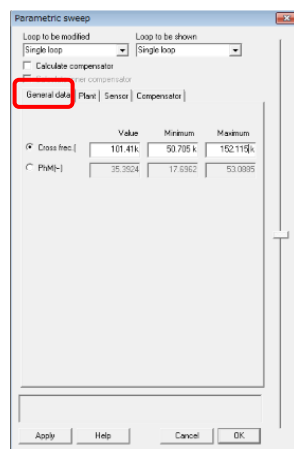 Parametric sweep
Loop to be modified Loop to be shown
Single loop Single loop
Calculate compensator
compensator
General data Plant Sensor Compensator
Value Minimum Maximum
Cross frec.( 101.41k 50.705 k 152.115 k
PhM(-) 35.3924 17.6962 53.0885
Apply Help Cancel OK